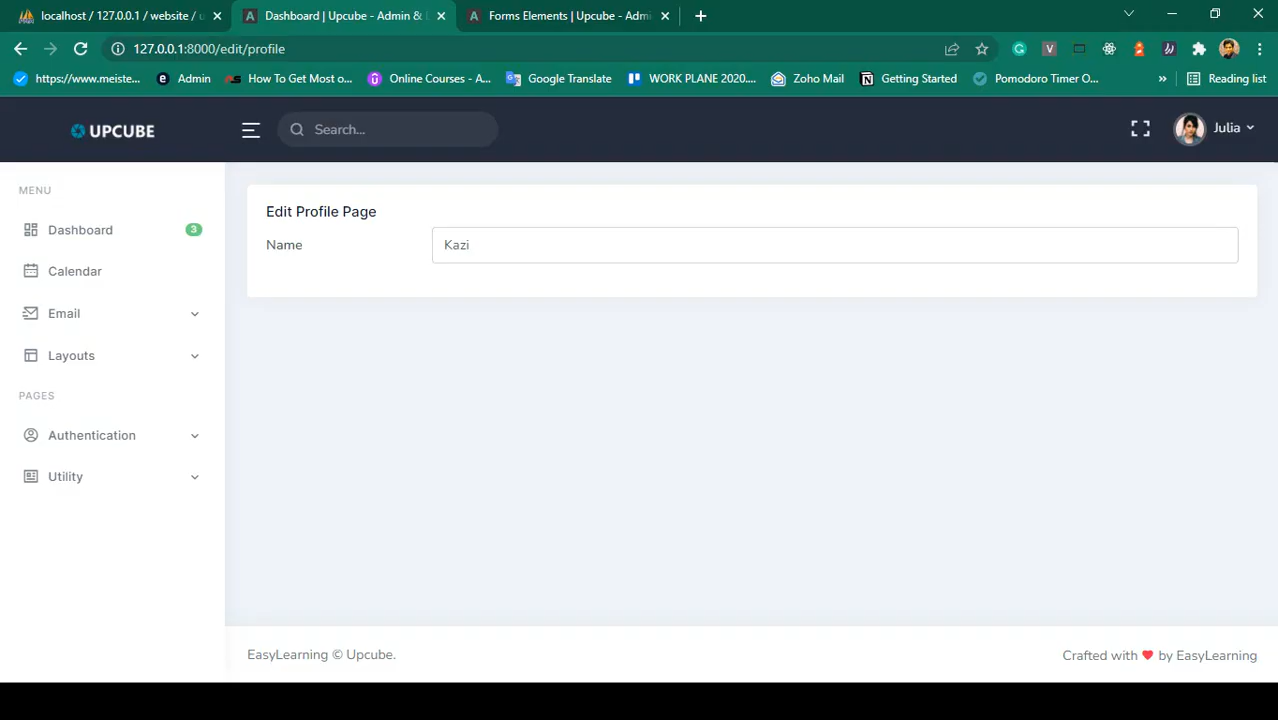 localhost / 127.0.0.1 / website / u
Dashboard | Upcube - Admin &
Forms Elements | Upcube - Admi
127.0.0.1:8000/edit/profile
https://www.meiste...
Admin
How To Get Most o...
Online Courses - A...
Google Translate
WORK PLANE 2020....
Zoho Mail
Getting Started
Pomodoro Timer O...
»
Reading list
UPCUBE
Search...
Julia
MENU
Dashboard
3
Calendar
Email
Layouts
PAGES
Authentication
Utility
Edit Profile Page
Name
Kazi
EasyLearning © Upcube.
Crafted with ❤ by EasyLearning